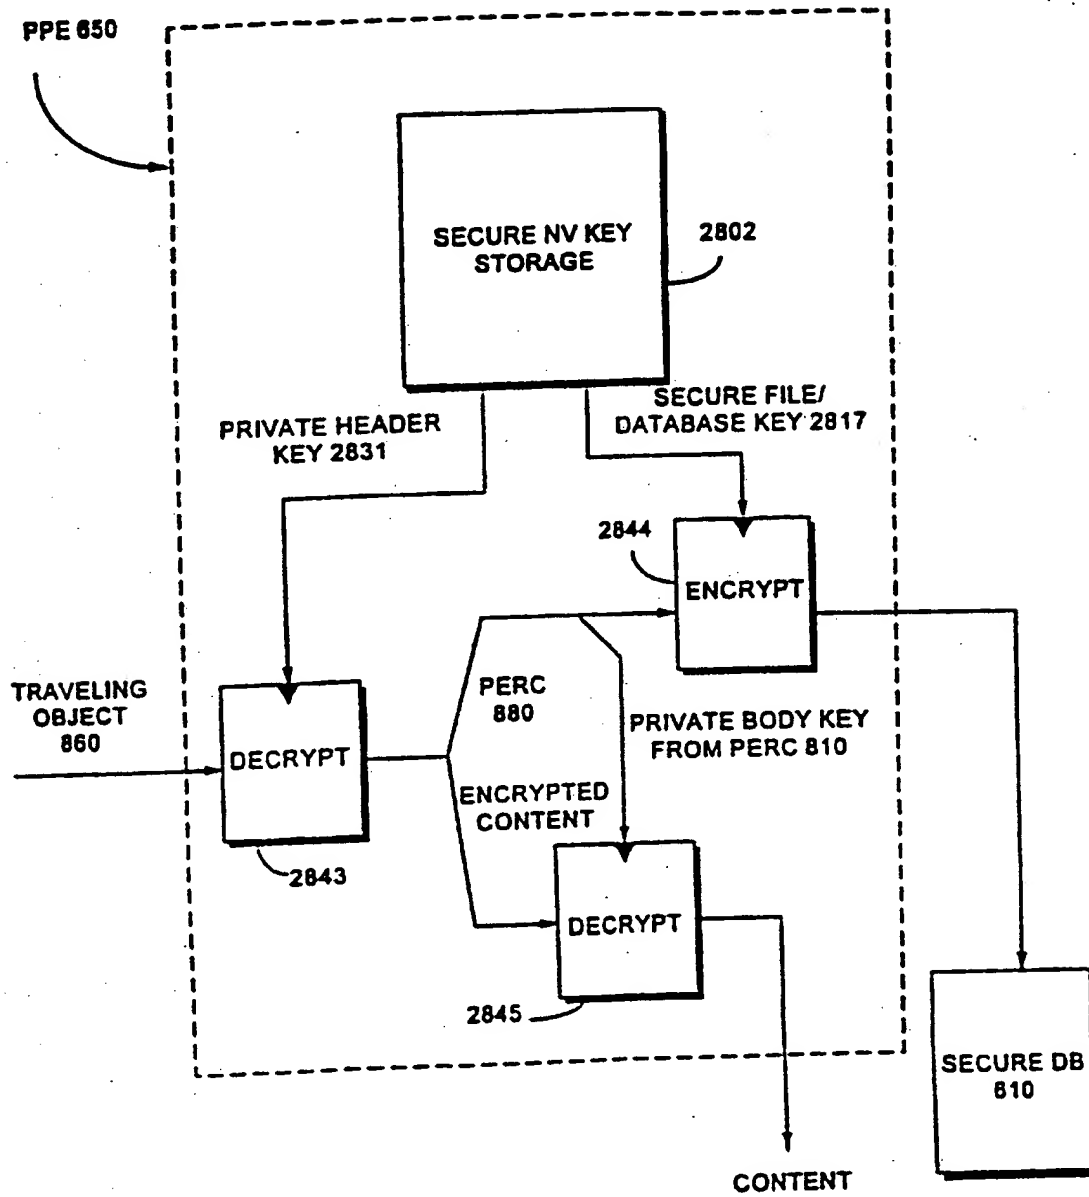 PPE 650
SECURE NV KEY
STORAGE
2802
PRIVATE HEADER
KEY 2831
SECURE FILE/
DATABASE KEY 2817
2844
ENCRYPT
TRAVELING
OBJECT
860
DECRYPT
2843
PERC
880
PRIVATE BODY KEY
FROM PERC 810
ENCRYPTED
CONTENT
DECRYPT
2845
SECURE DB
610
CONTENT